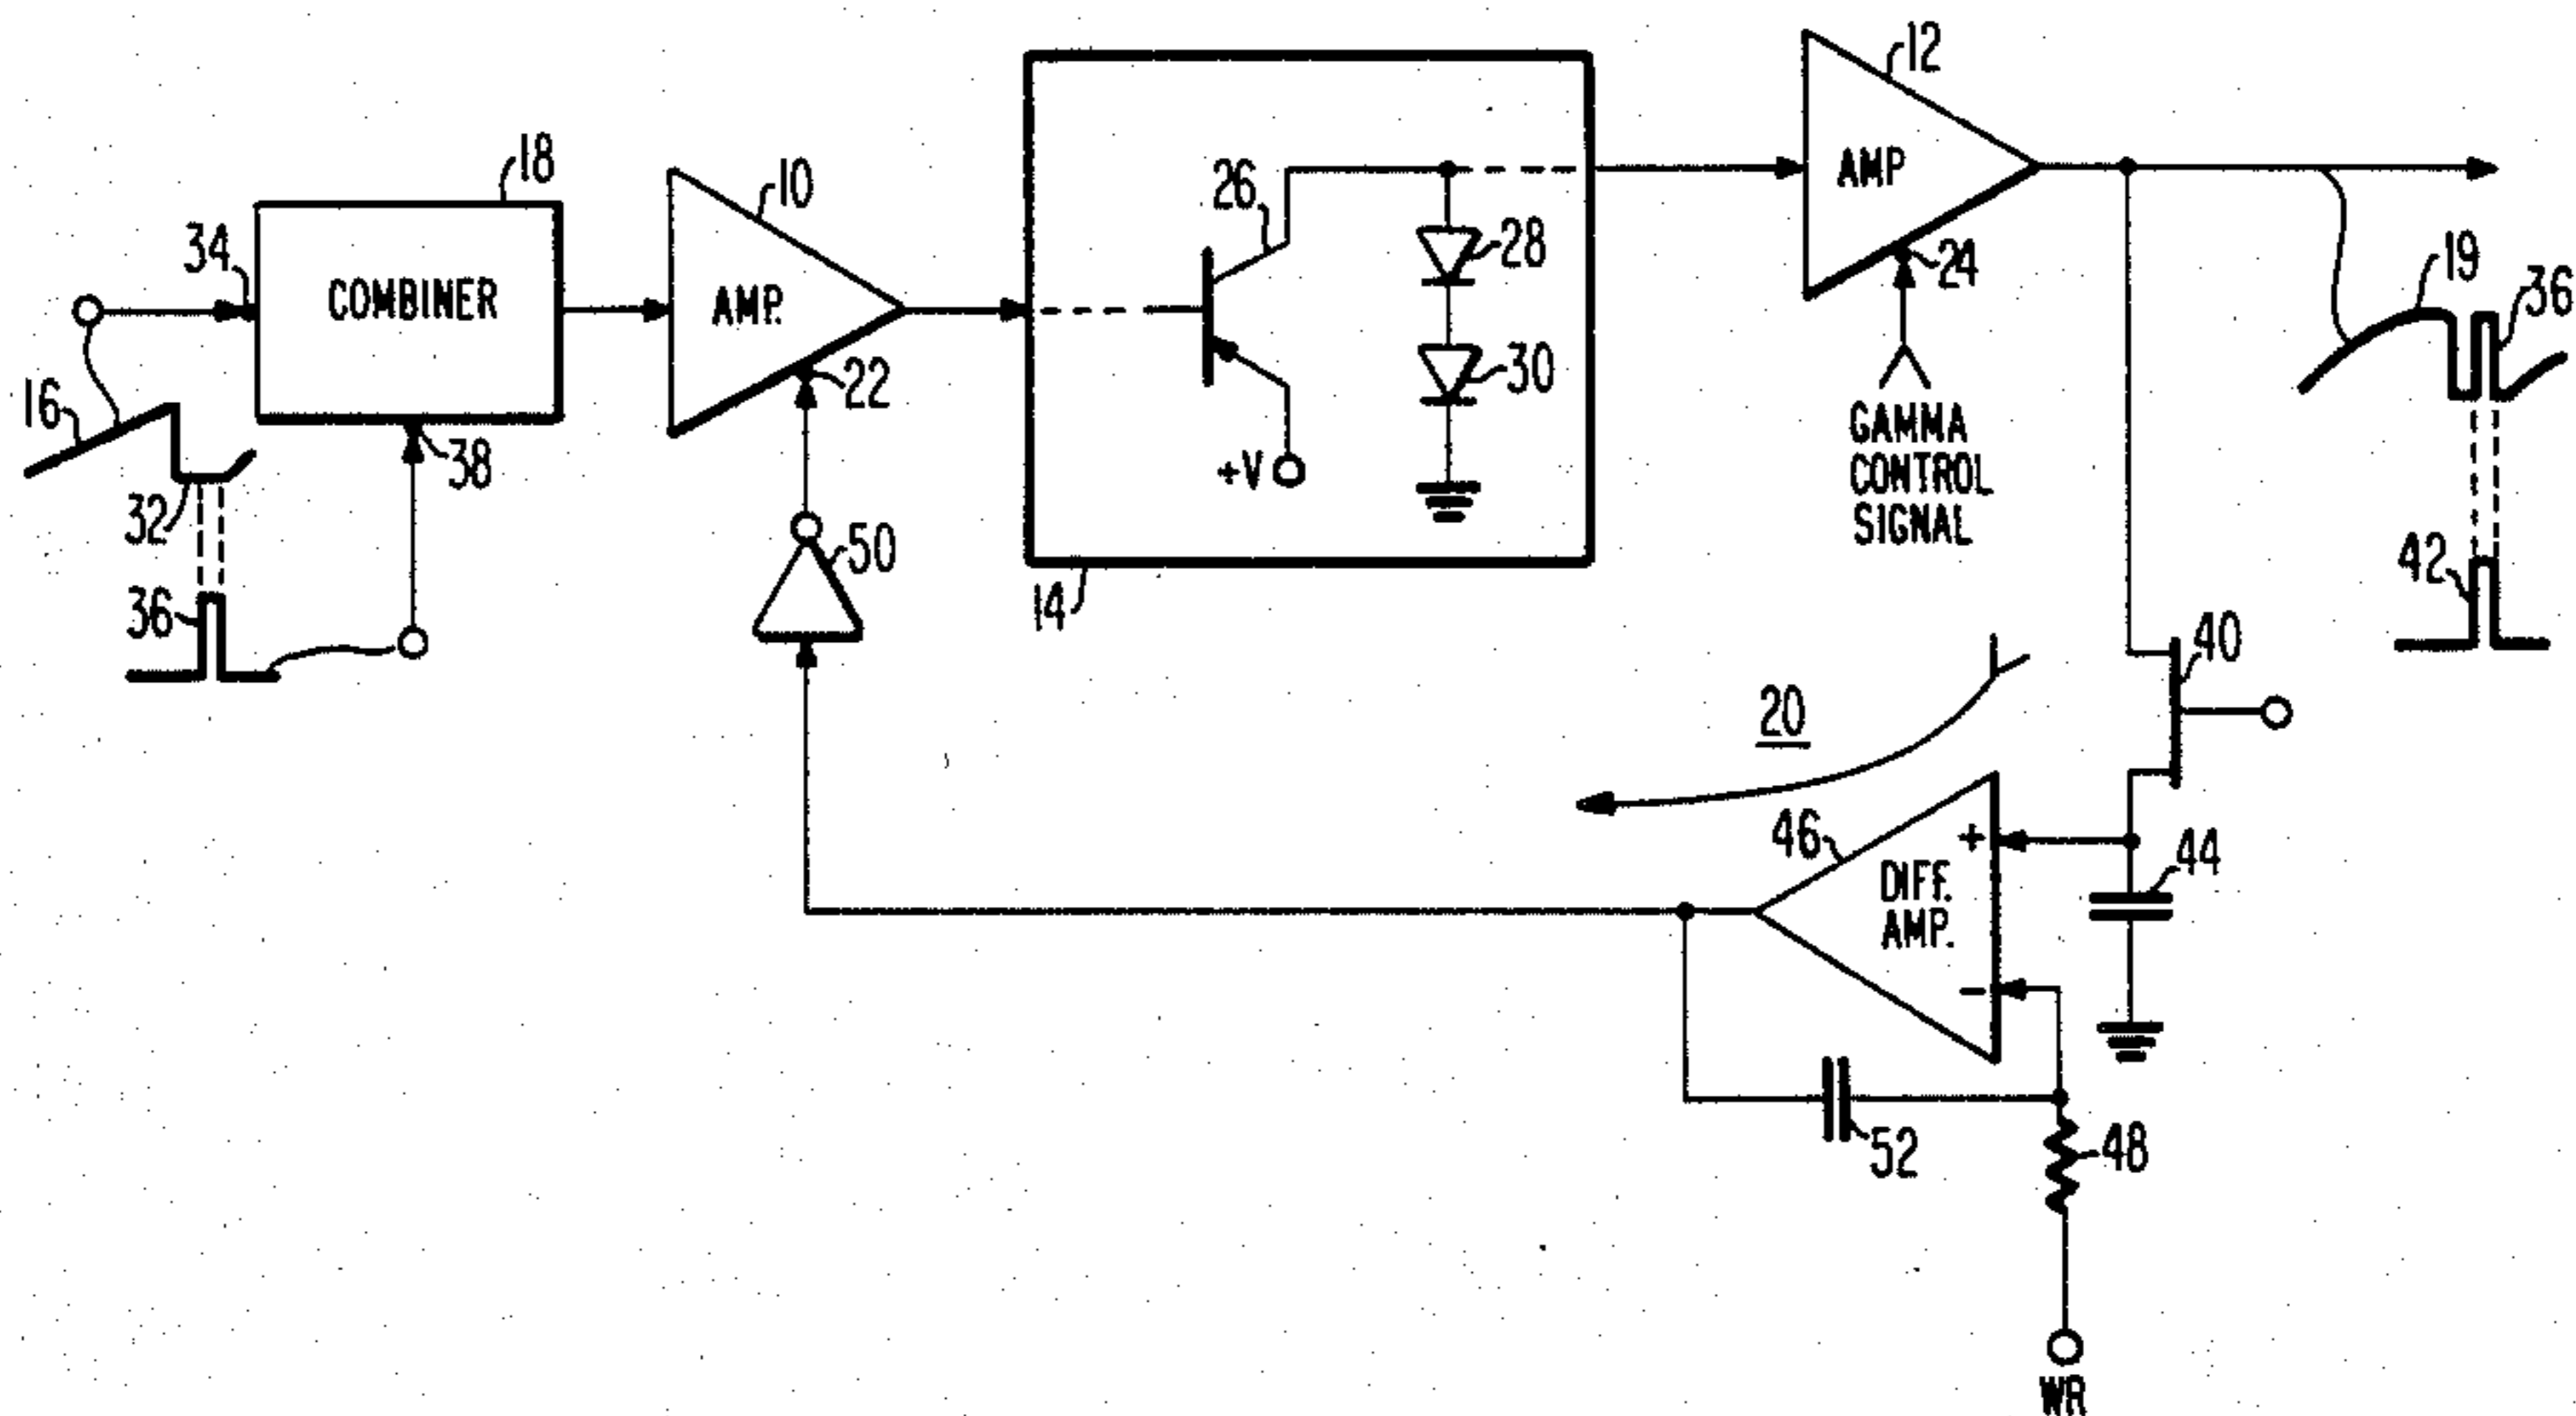 18
34
COMBINER
16
32
38
36
10
AMP.
22
50
26
28
30
+V
14
12
AMP
24
GAMMA
CONTROL
SIGNAL
19
36
42
40
20
46
+
DIFF.
AMP.
-
44
52
48
WR